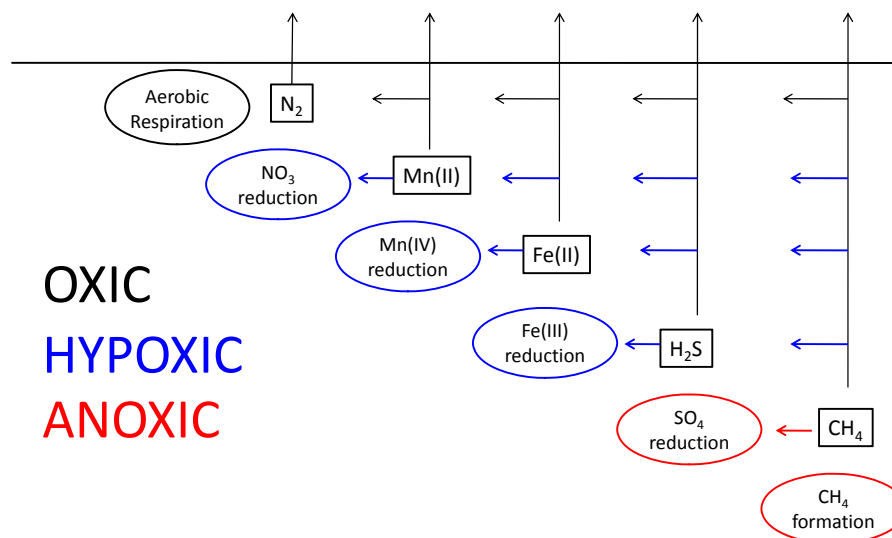 Aerobic
Respiration
N₂
NO₃
reduction
Mn(II)
Mn(IV)
reduction
Fe(II)
OXIC
HYPOXIC
ANOXIC
Fe(III)
reduction
H₂S
SO₄
reduction
CH₄
CH₄
formation